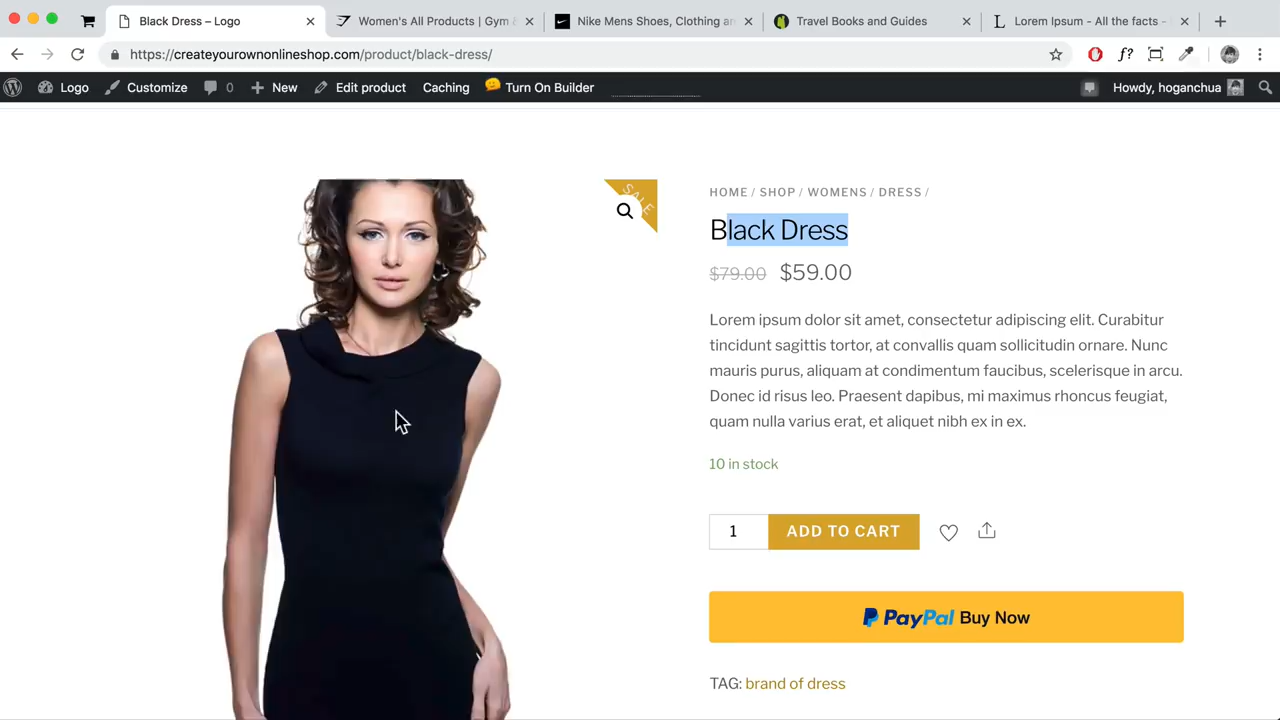 Black Dress – Logo
Women's All Products | Gym &
Nike Mens Shoes, Clothing an
Travel Books and Guides
Lorem Ipsum - All the facts -
https://createyourownonlineshop.com/product/black-dress/
f?
Logo
Customize
0
New
Edit product
Caching
Turn On Builder
Howdy, hoganchua
SALE
HOME / SHOP / WOMENS / DRESS /
Black Dress
$79.00 $59.00
Lorem ipsum dolor sit amet, consectetur adipiscing elit. Curabitur
tincidunt sagittis tortor, at convallis quam sollicitudin ornare. Nunc
mauris purus, aliquam at condimentum faucibus, scelerisque in arcu.
Donec id risus leo. Praesent dapibus, mi maximus rhoncus feugiat,
quam nulla varius erat, et aliquet nibh ex in ex.
10 in stock
1
ADD TO CART
PayPal Buy Now
TAG: brand of dress